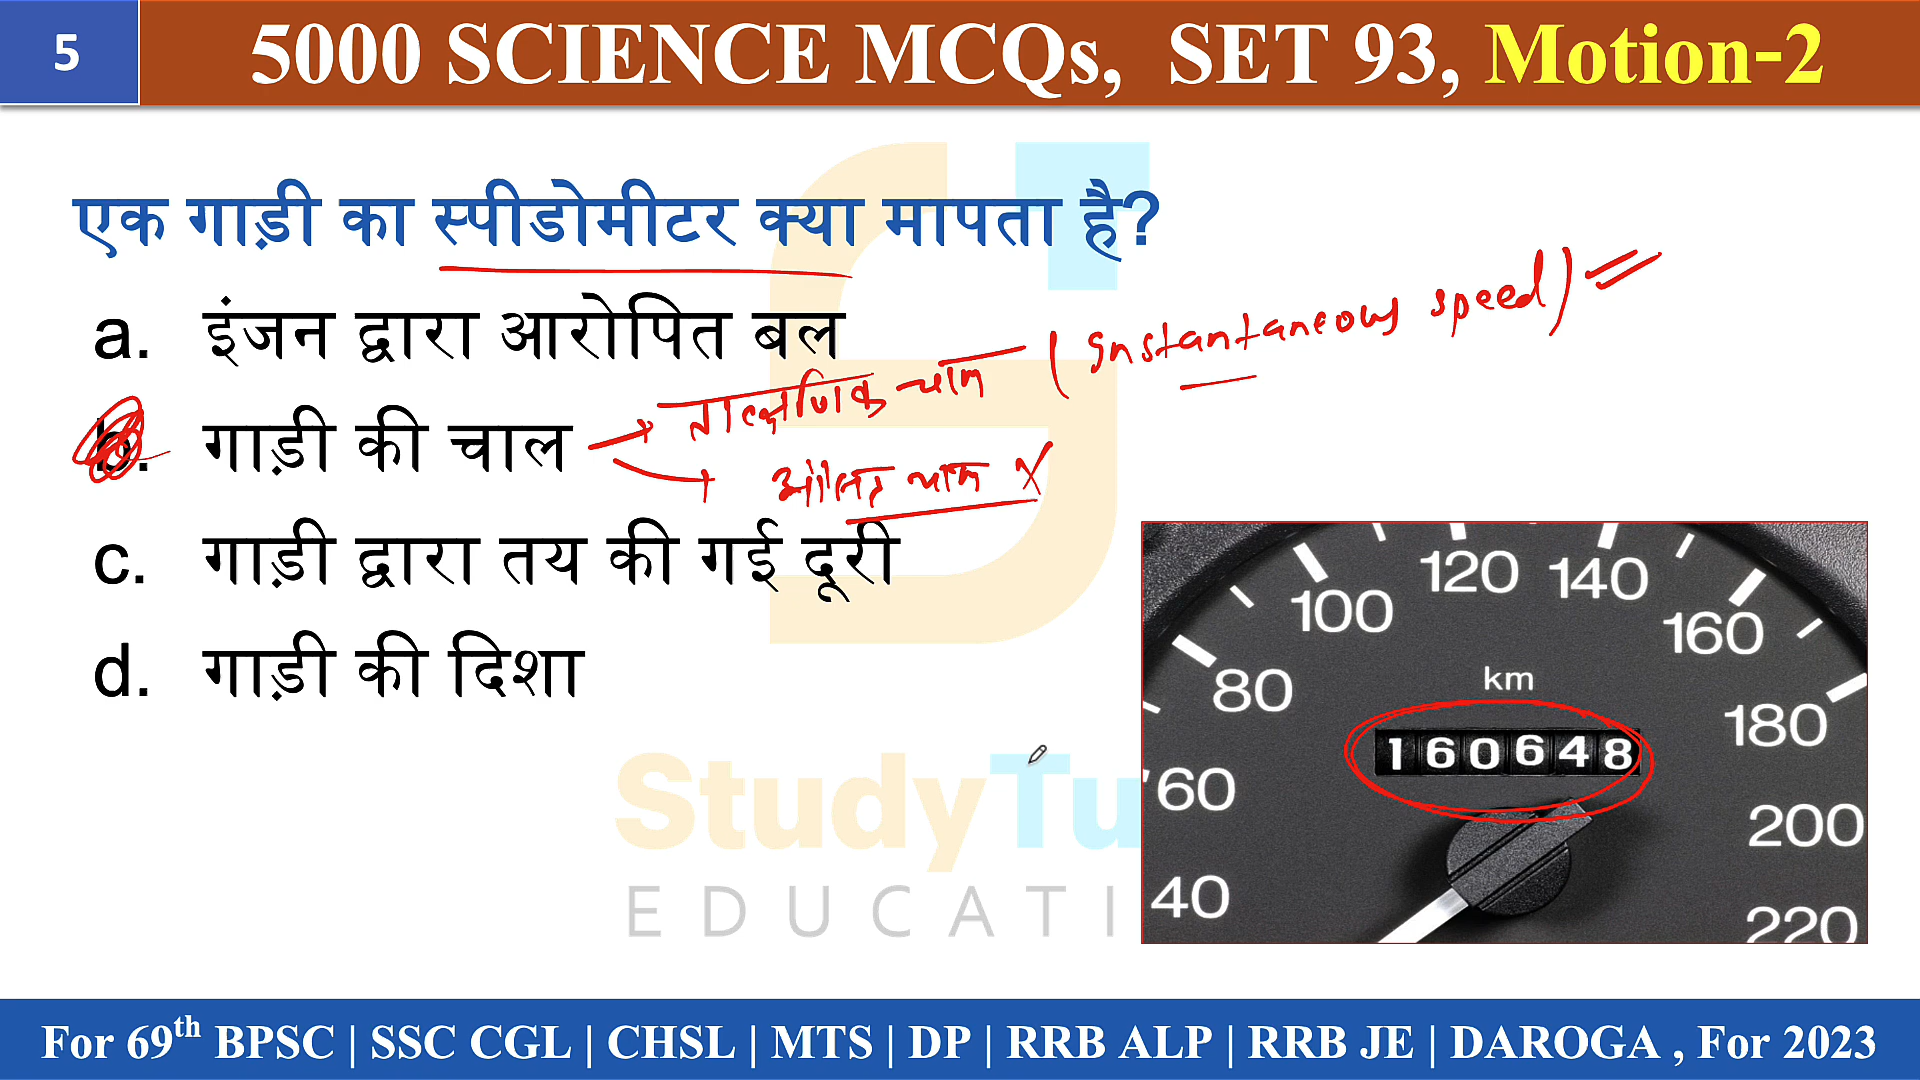 5
5000 SCIENCE MCQs, SET 93, Motion-2
एक गाड़ी का स्पीडोमीटर क्या मापता है?
a. इंजन द्वारा आरोपित बल
b. गाड़ी की चाल
तात्क्षणिक चाल (Instantaneous speed)
औसत चाल X
c. गाड़ी द्वारा तय की गई दूरी
d. गाड़ी की दिशा
120 140
100 160
km
80 180
160648
60 200
40 220
StudyTu
EDUCATI
For 69th BPSC | SSC CGL | CHSL | MTS | DP | RRB ALP | RRB JE | DAROGA , For 2023